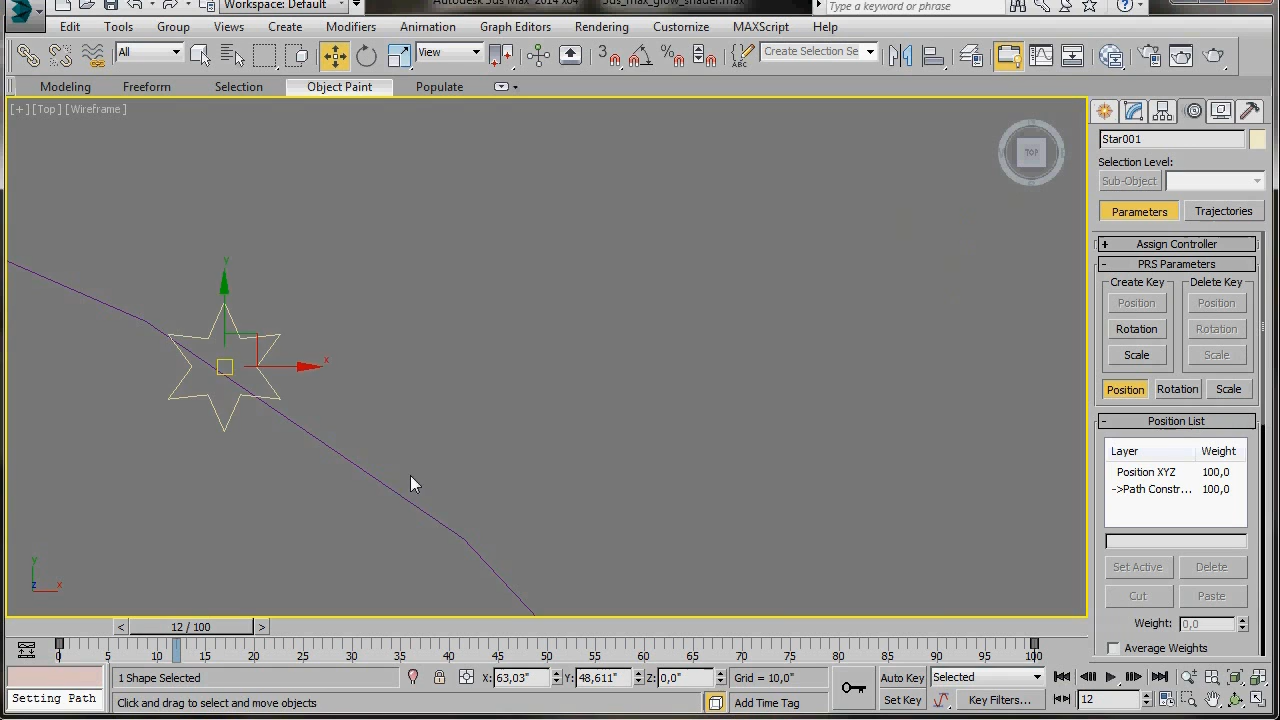 Workspace: Default
Autodesk 3ds Max 2014 x64
3ds_max_glow_shader.max
Type a keyword or phrase
Edit Tools Group Views Create Modifiers Animation Graph Editors Rendering Customize MAXScript Help
All View 3 Create Selection Se
Modeling Freeform Selection Object Paint Populate
[+] [Top] [Wireframe]
TOP
Star001
Selection Level:
Sub-Object
Parameters Trajectories
+ Assign Controller
- PRS Parameters
Create Key Delete Key
Position Position
Rotation Rotation
Scale Scale
Position Rotation Scale
- Position List
Layer Weight
Position XYZ 100,0
->Path Constr... 100,0
Set Active Delete
Cut Paste
Weight: 0,0
Average Weights
y
x
y
z x
< 12 / 100 >
0 5 10 15 20 25 30 35 40 45 50 55 60 65 70 75 80 85 90 95 100
1 Shape Selected X: 63,03" Y: 48,611" Z: 0,0" Grid = 10,0" Auto Key Selected
Setting Path Click and drag to select and move objects Add Time Tag Set Key Key Filters... 12